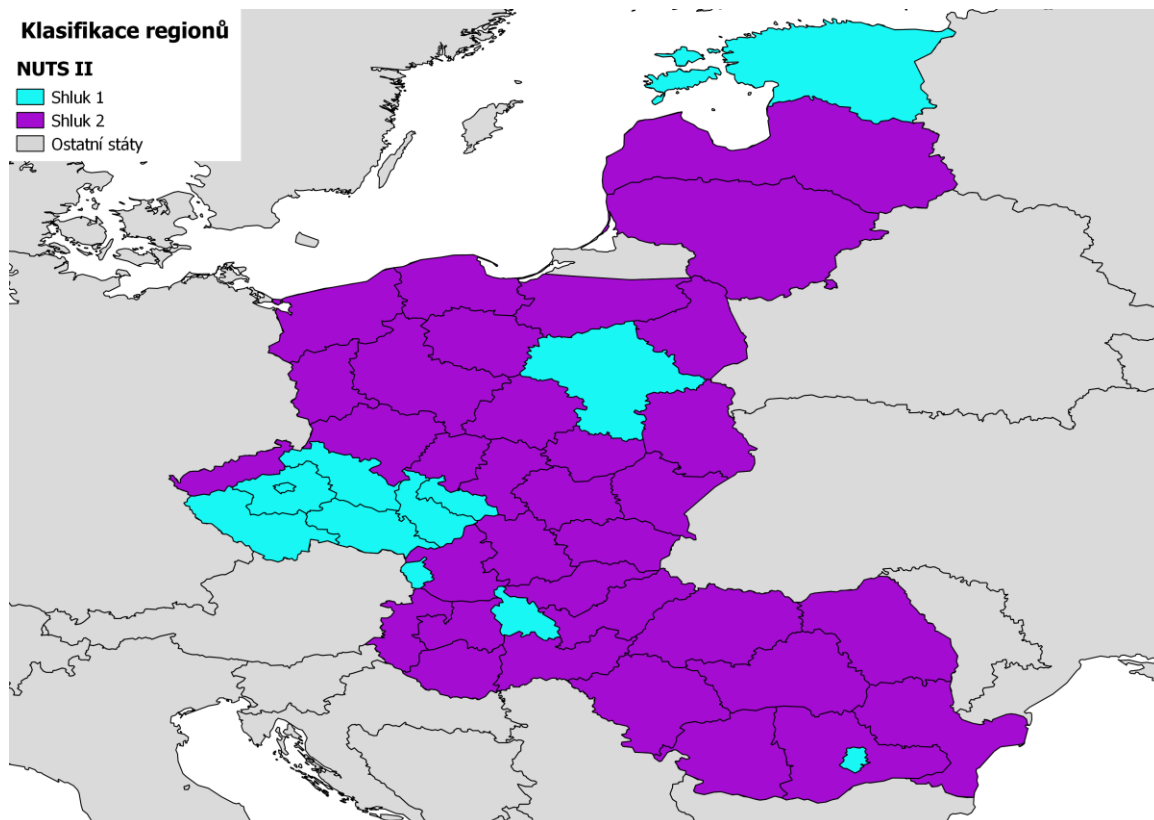 Klasifikace regionů
NUTS II
Shluk 1
Shluk 2
Ostatní státy